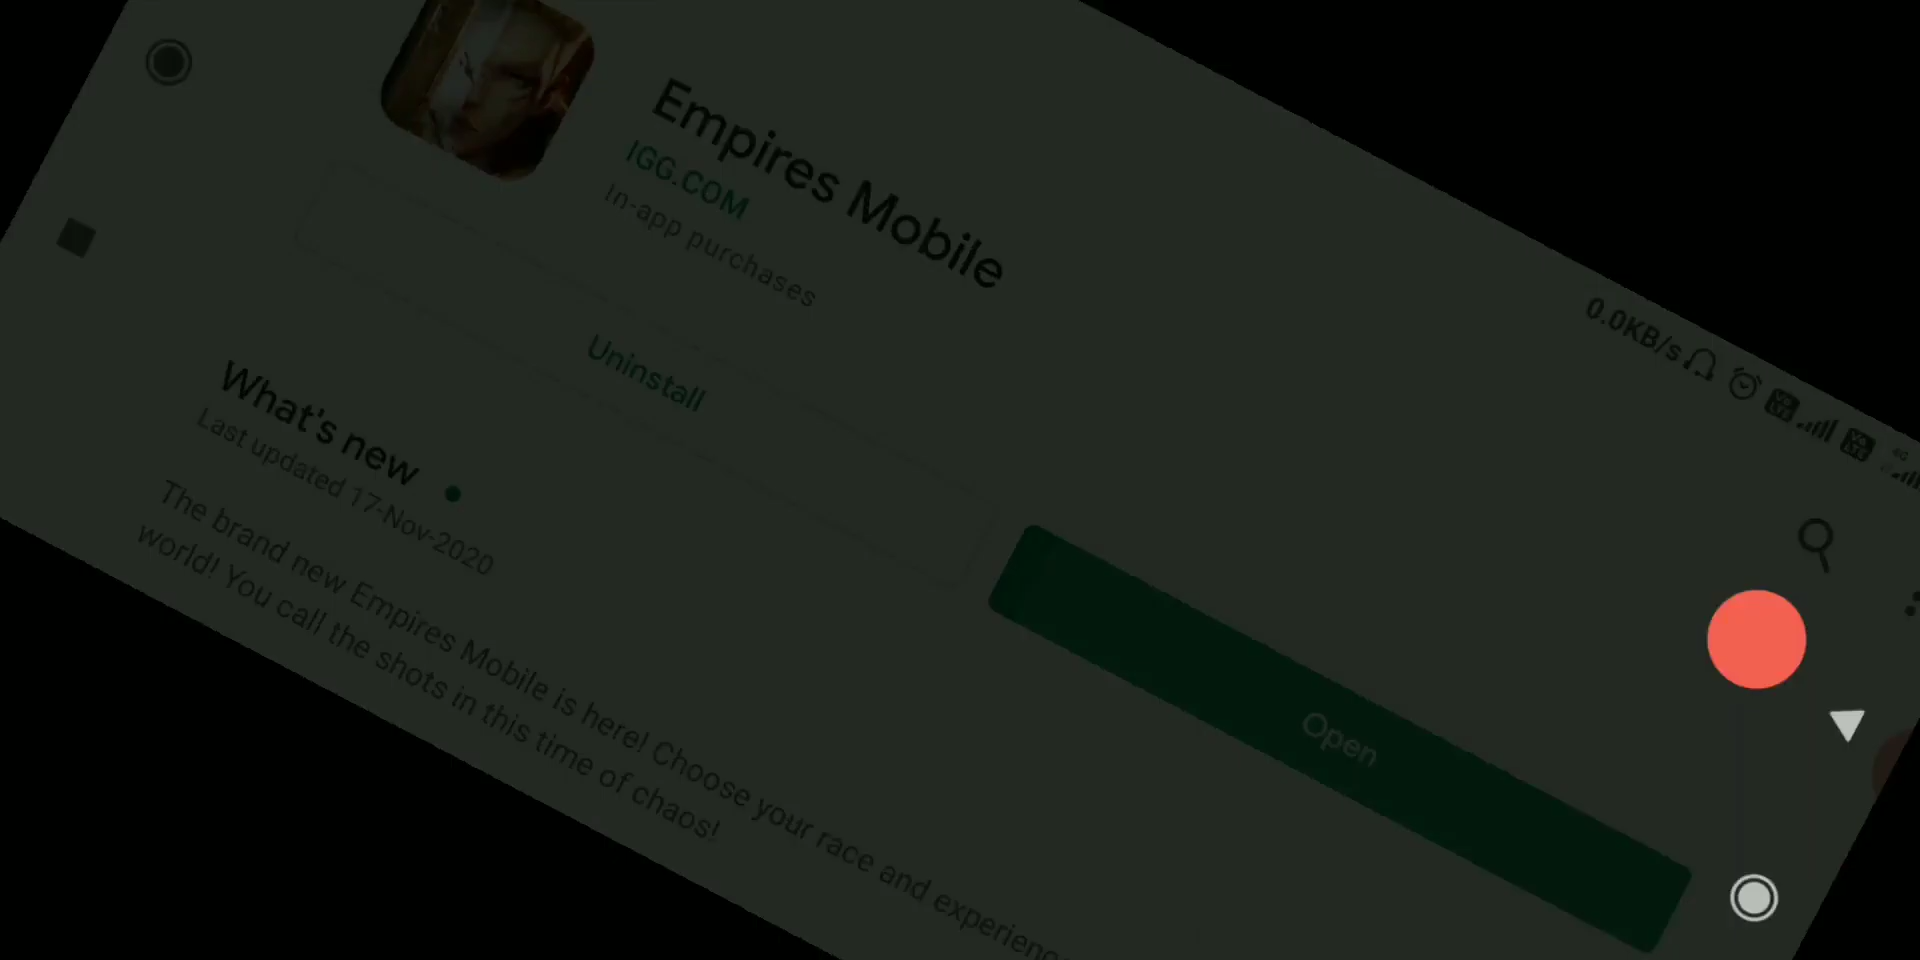 0.0KB/s
Empires Mobile
IGG.COM
In-app purchases
Uninstall
Open
What's new
Last updated 17-Nov-2020
The brand new Empires Mobile is here! Choose your race and
world! You call the shots in this time of chaos!